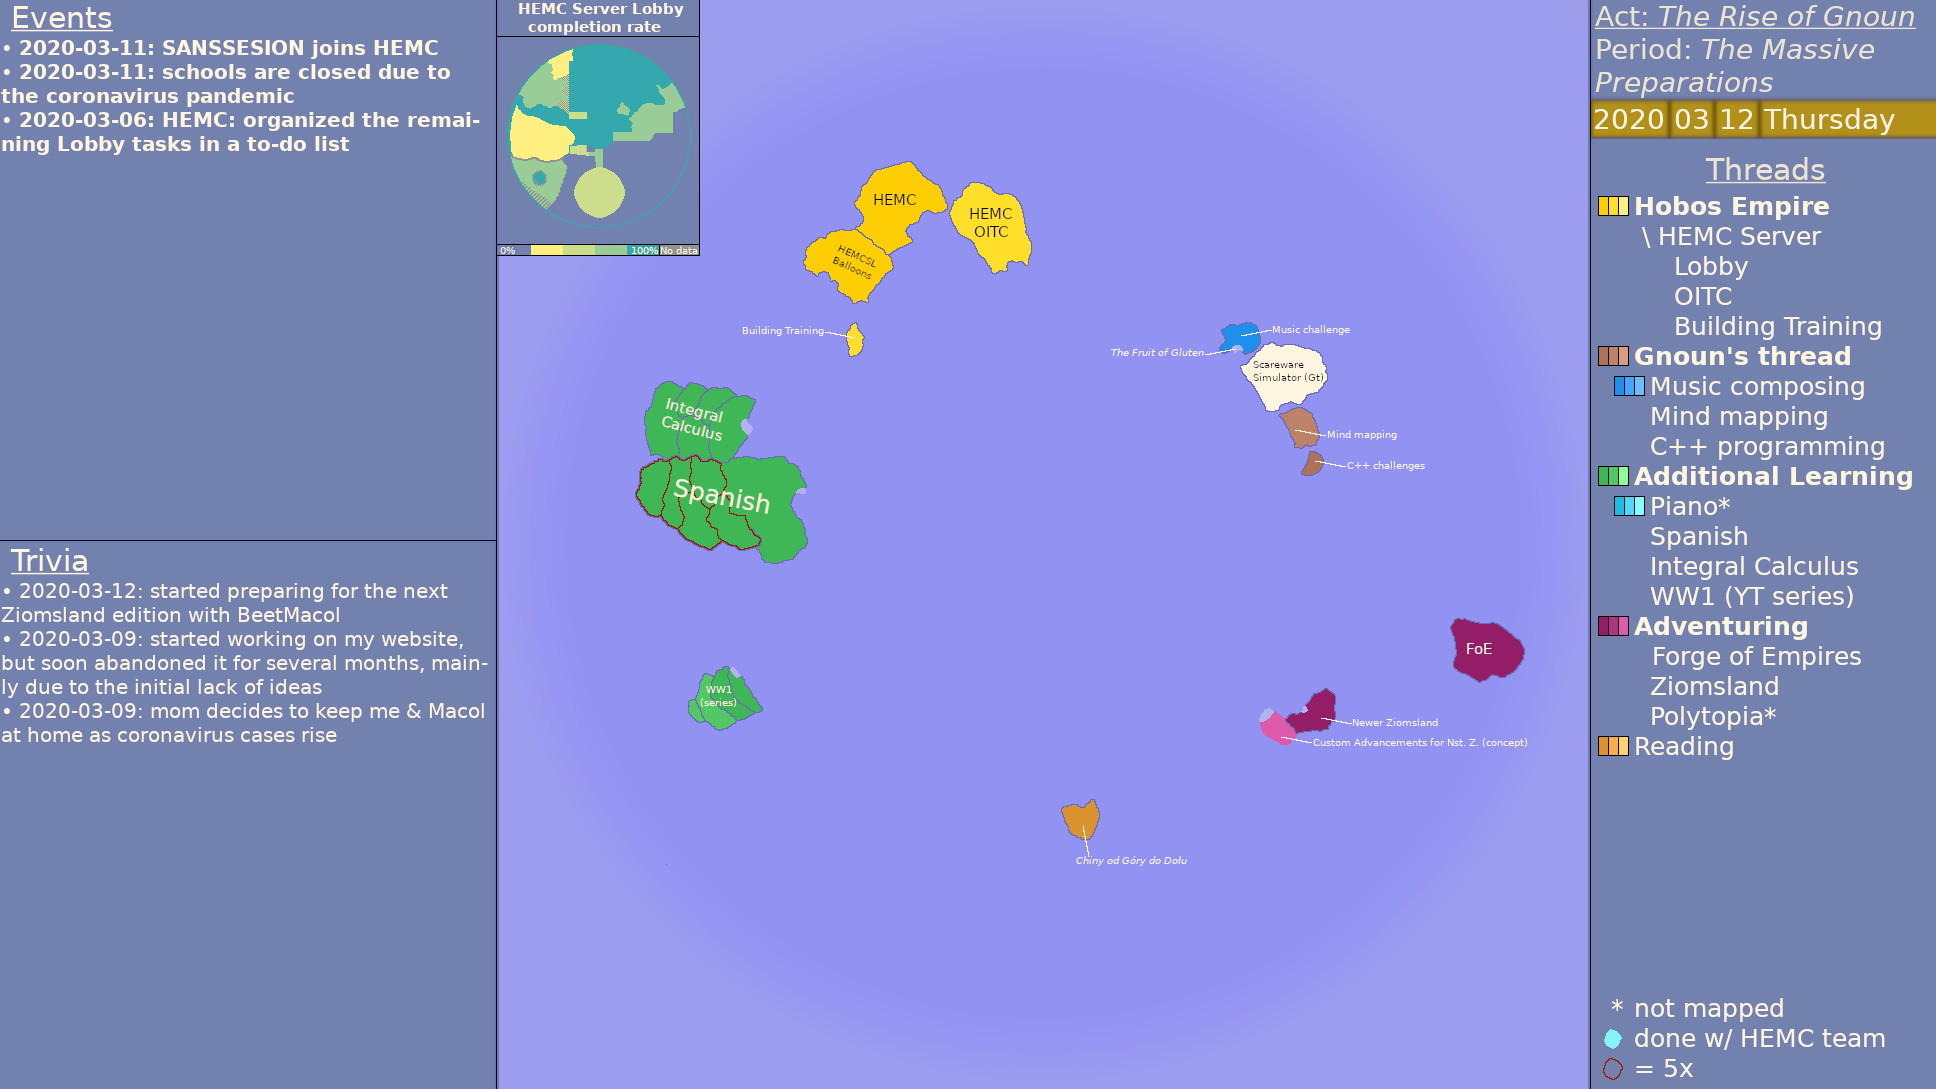 Events
• 2020-03-11: SANSSESION joins HEMC
• 2020-03-11: schools are closed due to
the coronavirus pandemic
• 2020-03-06: HEMC: organized the remai-
ning Lobby tasks in a to-do list
Trivia
• 2020-03-12: started preparing for the next
Ziomsland edition with BeetMacol
• 2020-03-09: started working on my website,
but soon abandoned it for several months, main-
ly due to the initial lack of ideas
• 2020-03-09: mom decides to keep me & Macol
at home as coronavirus cases rise
HEMC Server Lobby
completion rate
0% 100% No data
HEMC
HEMC
OITC
HEMCSL
Balloons
Building Training
Music challenge
The Fruit of Gluten
Scareware
Simulator (Gt)
Mind mapping
C++ challenges
Integral
Calculus
Spanish
WW1
(series)
FoE
Newer Ziomsland
Custom Advancements for Nst. Z. (concept)
Chiny od Góry do Dołu
Act: The Rise of Gnoun
Period: The Massive
Preparations
2020 03 12 Thursday
Threads
Hobos Empire
\ HEMC Server
Lobby
OITC
Building Training
Gnoun's thread
Music composing
Mind mapping
C++ programming
Additional Learning
Piano*
Spanish
Integral Calculus
WW1 (YT series)
Adventuring
Forge of Empires
Ziomsland
Polytopia*
Reading
* not mapped
done w/ HEMC team
= 5x